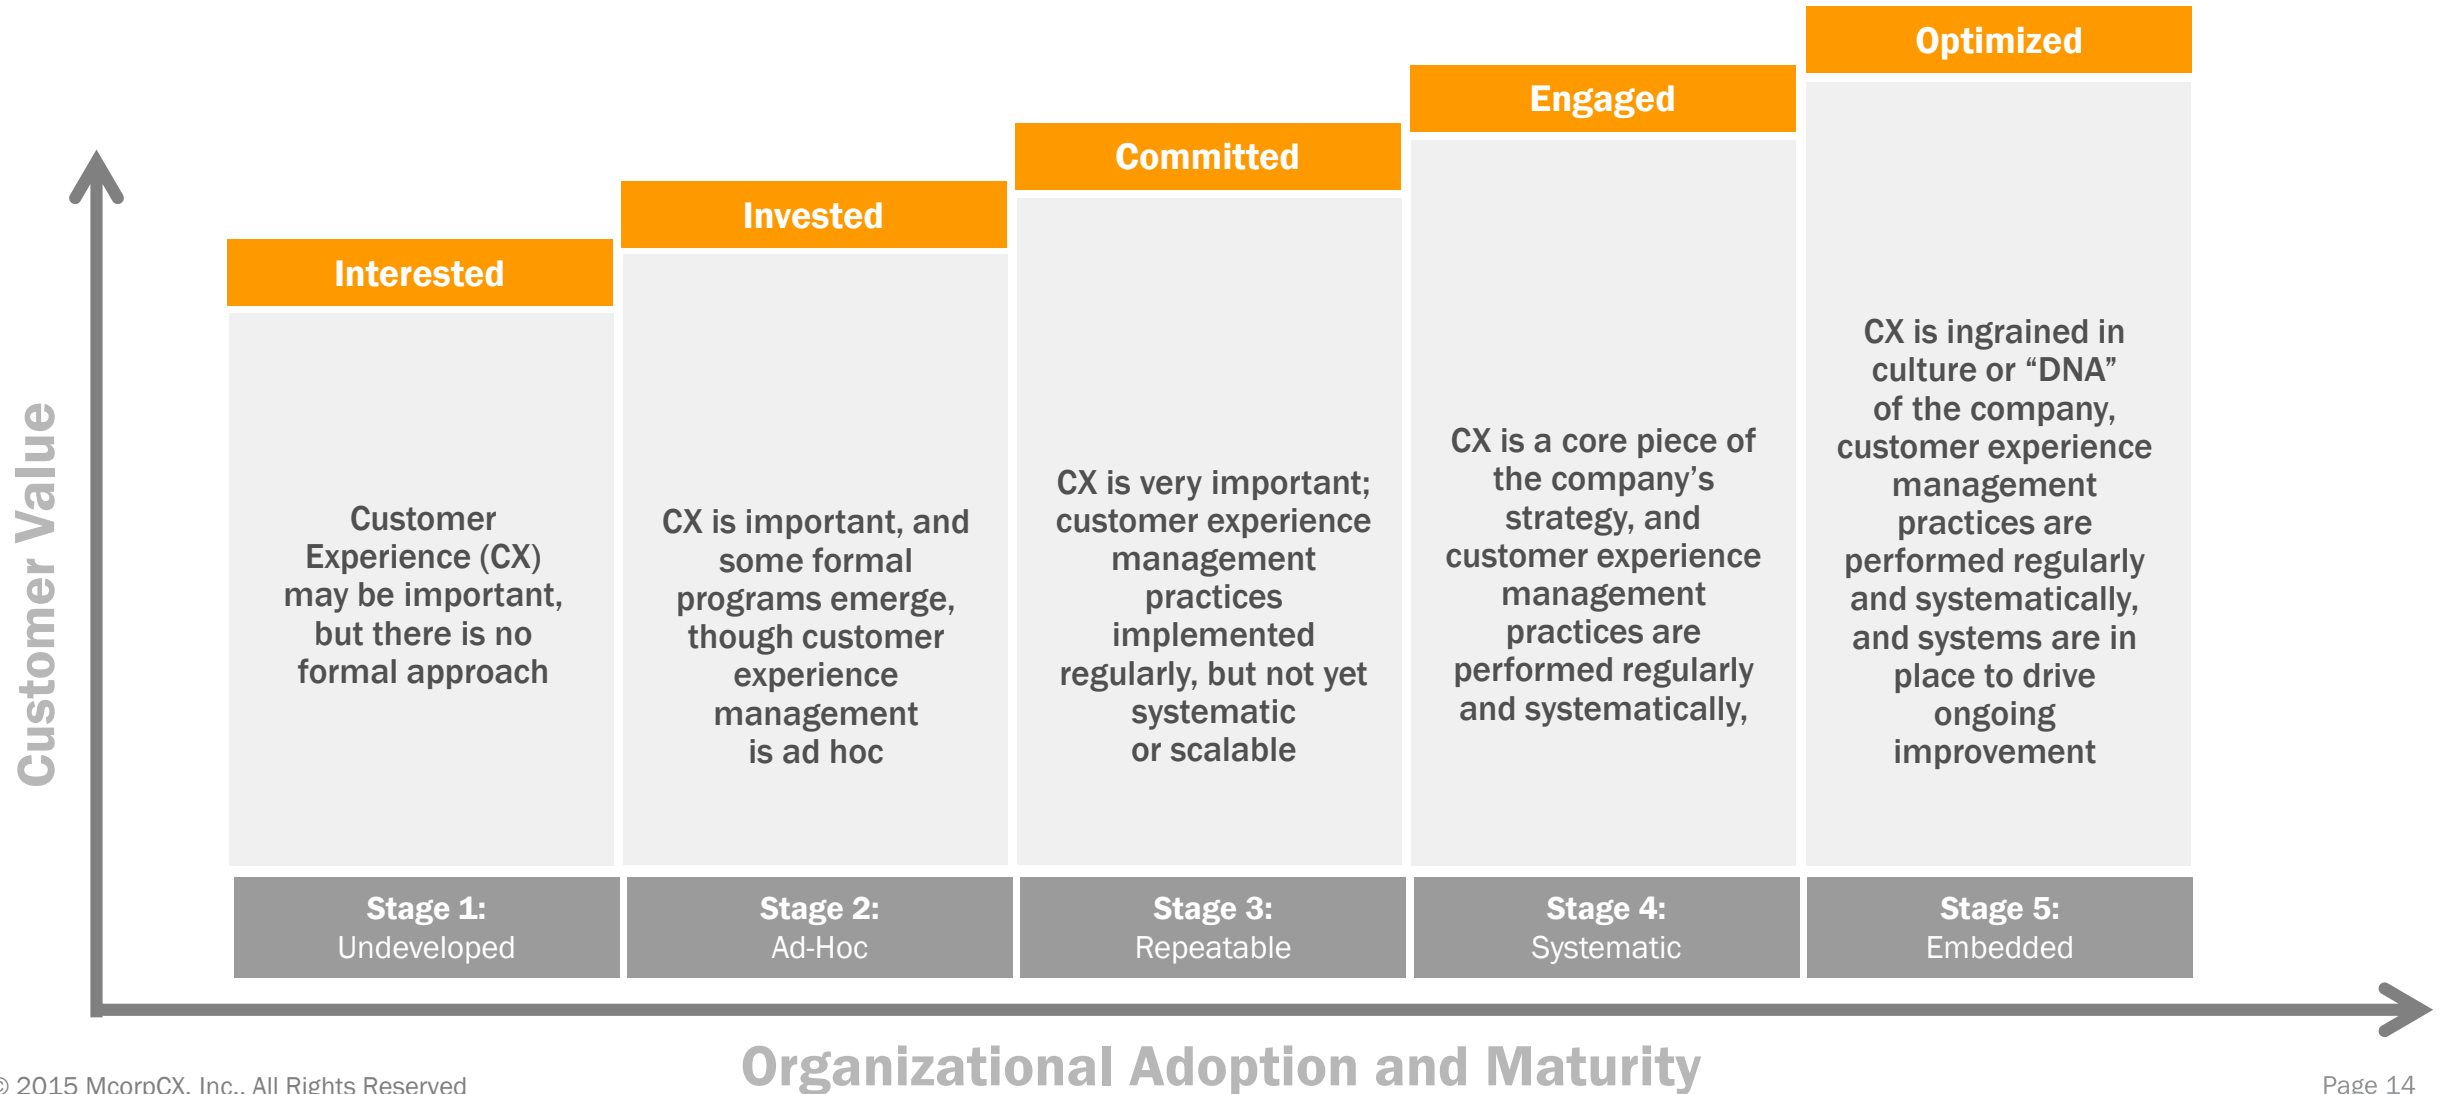 Optimized
Engaged
Committed
Invested
Interested
Customer Value
Customer
Experience (CX)
may be important,
but there is no
formal approach
CX is important, and
some formal
programs emerge,
though customer
experience
management
is ad hoc
CX is very important;
customer experience
management
practices
implemented
regularly, but not yet
systematic
or scalable
CX is a core piece of
the company’s
strategy, and
customer experience
management
practices are
performed regularly
and systematically,
CX is ingrained in
culture or “DNA”
of the company,
customer experience
management
practices are
performed regularly
and systematically,
and systems are in
place to drive
ongoing
improvement
Stage 1:
Undeveloped
Stage 2:
Ad-Hoc
Stage 3:
Repeatable
Stage 4:
Systematic
Stage 5:
Embedded
Organizational Adoption and Maturity
© 2015 McorpCX, Inc., All Rights Reserved
Page 14